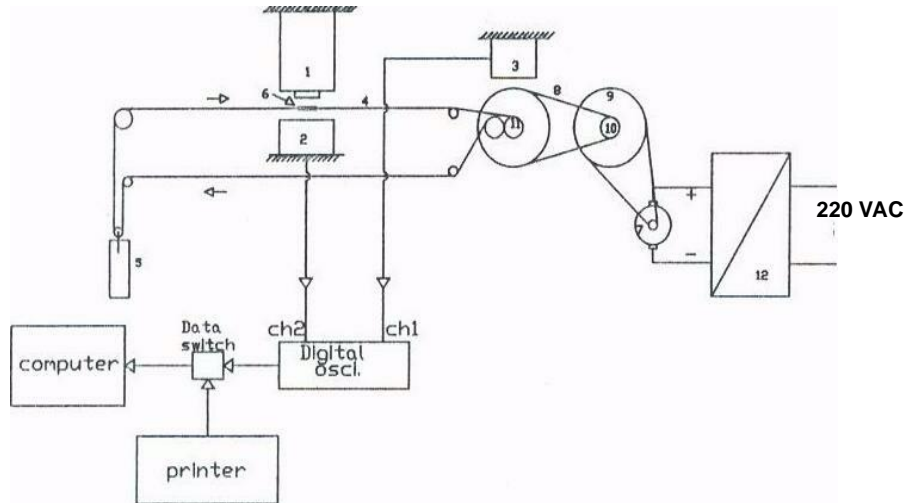 1
3
8
9
6
4
11
10
2
220 VAC
+
7
5
-
12
Data
switch
ch2
ch1
Digital
osci.
computer
printer